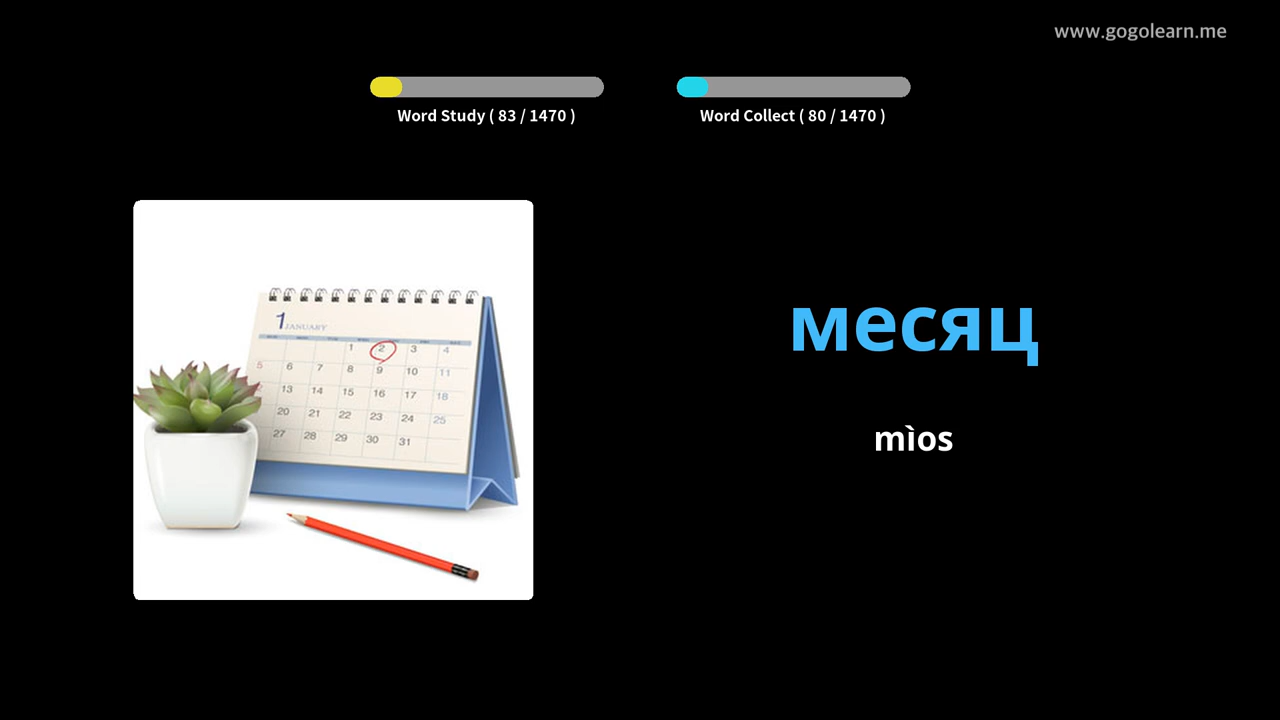 www.gogolearn.me
Word Study ( 83 / 1470 )
Word Collect ( 80 / 1470 )
1 JANUARY
1 2 3 4
5 6 7 8 9 10 11
13 14 15 16 17 18
20 21 22 23 24 25
27 28 29 30 31
месяц
mìos